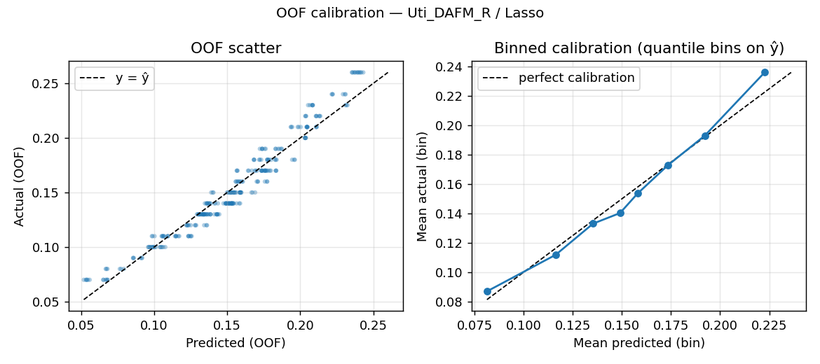 OOF calibration — Uti_DAFM_R / Lasso
OOF scatter
y = ŷ
0.25
0.20
0.15
0.10
0.05
Actual (OOF)
0.05
0.10
0.15
0.20
0.25
Predicted (OOF)
Binned calibration (quantile bins on ŷ)
perfect calibration
0.24
0.22
0.20
0.18
0.16
0.14
0.12
0.10
0.08
Mean actual (bin)
0.075
0.100
0.125
0.150
0.175
0.200
0.225
Mean predicted (bin)